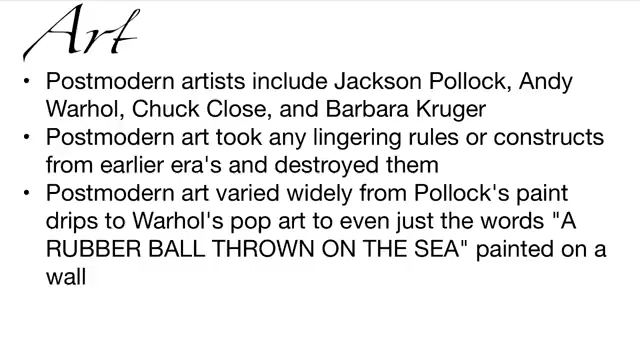 Art
• Postmodern artists include Jackson Pollock, Andy
Warhol, Chuck Close, and Barbara Kruger
• Postmodern art took any lingering rules or constructs
from earlier era's and destroyed them
• Postmodern art varied widely from Pollock's paint
drips to Warhol's pop art to even just the words "A
RUBBER BALL THROWN ON THE SEA" painted on a
wall